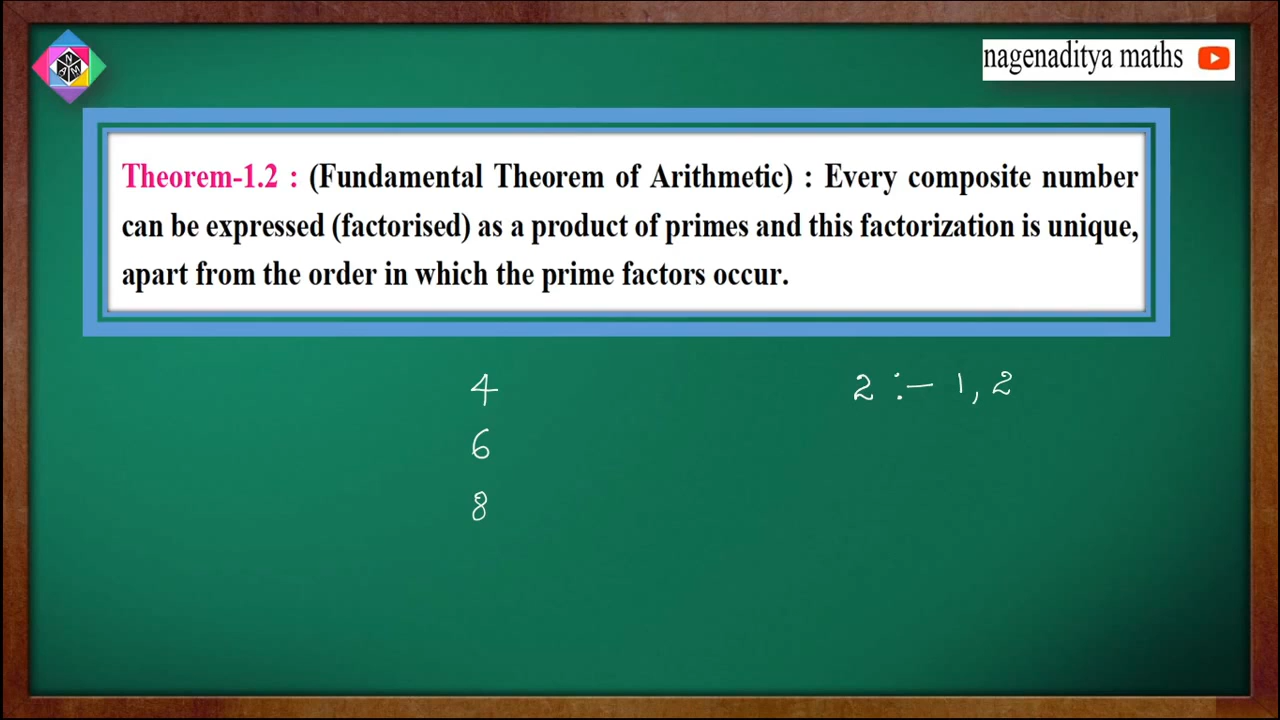 nagenaditya maths
N
A M
Theorem-1.2 : (Fundamental Theorem of Arithmetic) : Every composite number
can be expressed (factorised) as a product of primes and this factorization is unique,
apart from the order in which the prime factors occur.
4 2 :- 1, 2
6
8